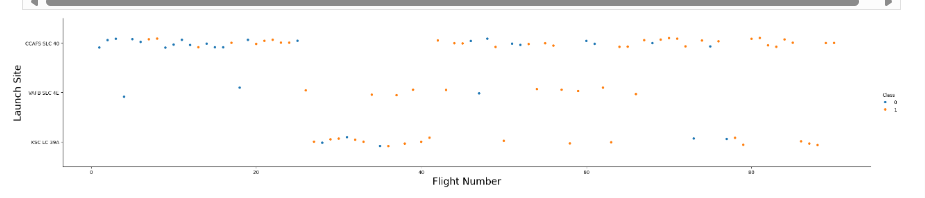 CCAFS SLC 40
VAFB SLC 4E
KSC LC 39A
Launch Site
0
20
40
60
80
Flight Number
Class
0
1